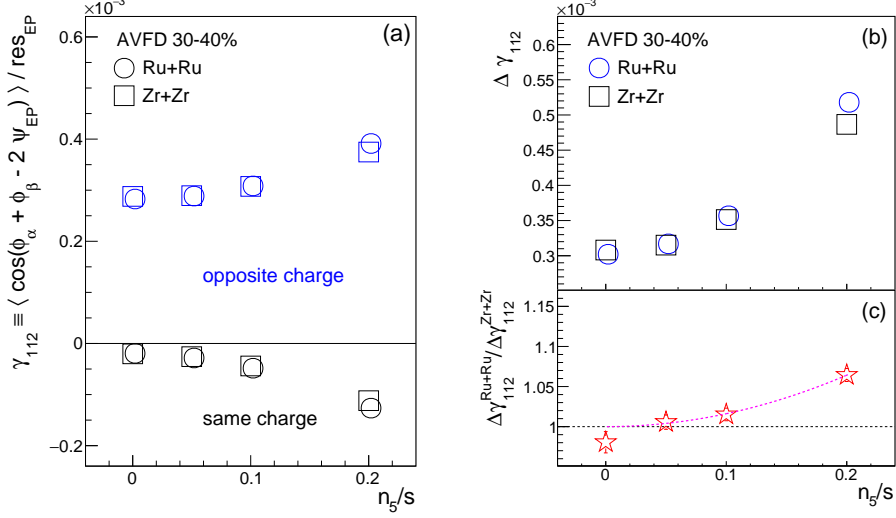 ×10⁻³
(a)
AVFD 30-40%
Ru+Ru
Zr+Zr
opposite charge
same charge
0.6
0.4
0.2
0
−0.2
0
0.1
0.2
n₅/s
γ₁₁₂ ≡ ⟨ cos(ϕ_α + ϕ_β - 2 ψ_EP) ⟩ / res_EP
×10⁻³
(b)
AVFD 30-40%
Ru+Ru
Zr+Zr
Δ γ₁₁₂
0.6
0.55
0.5
0.45
0.4
0.35
0.3
(c)
Δγ₁₁₂^Ru+Ru/Δγ₁₁₂^Zr+Zr
1.15
1.1
1.05
1
0
0.1
0.2
n₅/s